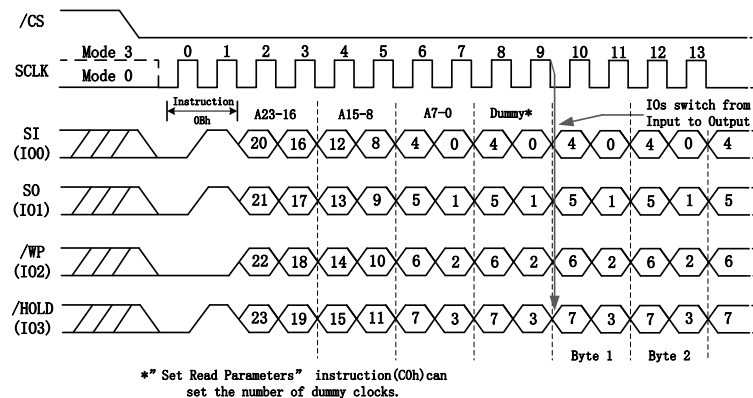 /CS
SCLK
Mode 3
Mode 0
0 1 2 3 4 5 6 7 8 9 10 11 12 13
Instruction
0Bh
A23-16 A15-8 A7-0 Dummy*
IOs switch from
Input to Output
SI
(IO0)
20 16 12 8 4 0 4 0 4 0 4 0 4
SO
(IO1)
21 17 13 9 5 1 5 1 5 1 5 1 5
/WP
(IO2)
22 18 14 10 6 2 6 2 6 2 6 2 6
/HOLD
(IO3)
23 19 15 11 7 3 7 3 7 3 7 3 7
Byte 1 Byte 2
*" Set Read Parameters" instruction(C0h)can
set the number of dummy clocks.